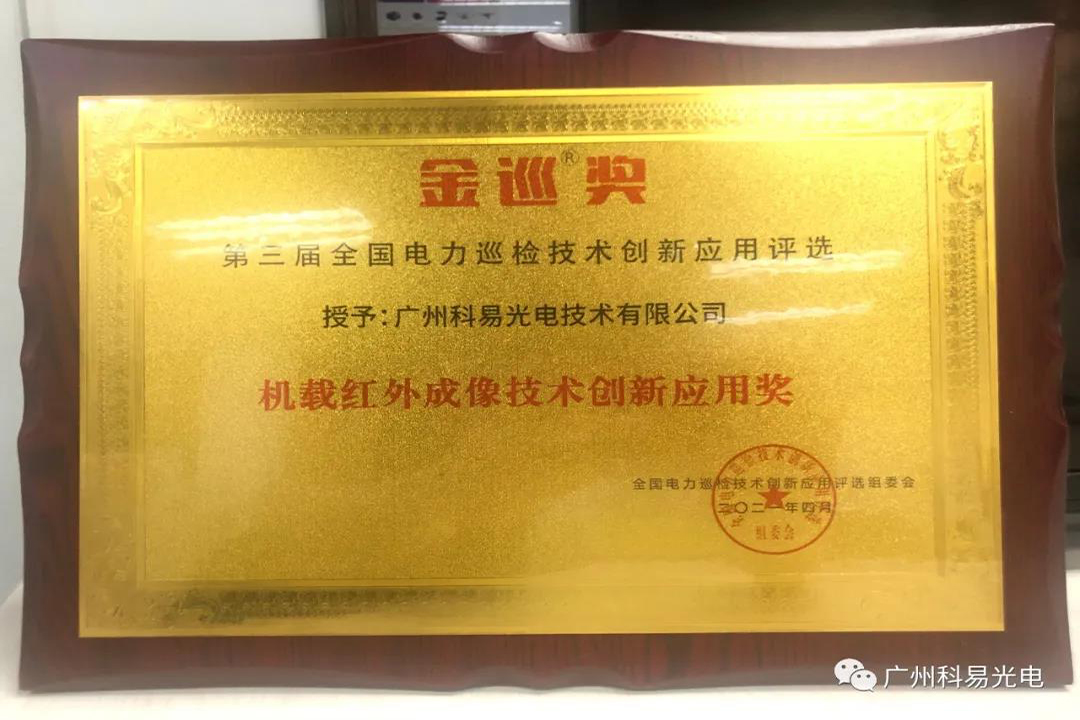 金巡®奖
第三届全国电力巡检技术创新应用评选
授予:广州科易光电技术有限公司
机载红外成像技术创新应用奖
全国电力巡检技术创新应用评选组委会
二〇二一年四月
组委会
广州科易光电